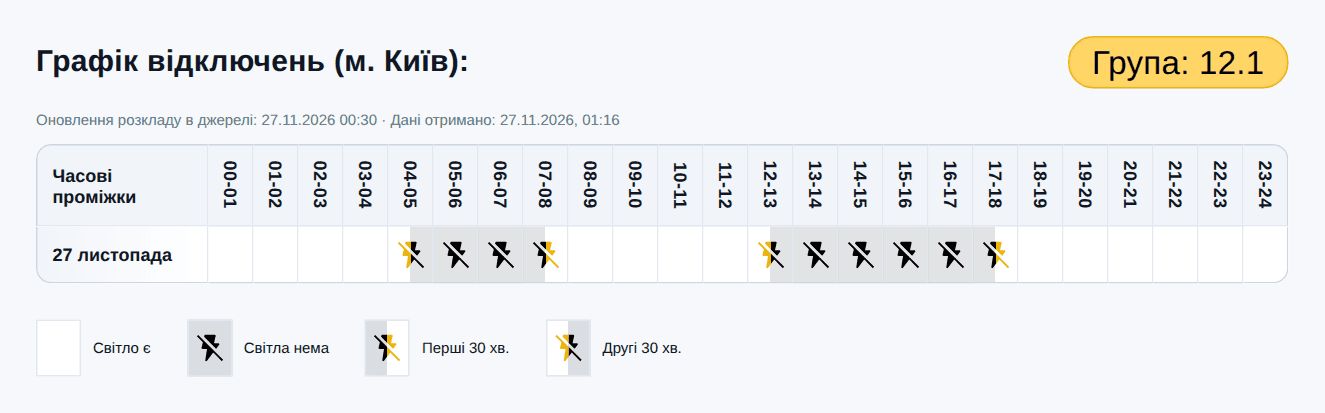 Графік відключень (м. Київ):
Група: 12.1
Оновлення розкладу в джерелі: 27.11.2026 00:30 · Дані отримано: 27.11.2026, 01:16
Часові
проміжки
00-01
01-02
02-03
03-04
04-05
05-06
06-07
07-08
08-09
09-10
10-11
11-12
12-13
13-14
14-15
15-16
16-17
17-18
18-19
19-20
20-21
21-22
22-23
23-24
27 листопада
Світло є
Світла нема
Перші 30 хв.
Другі 30 хв.